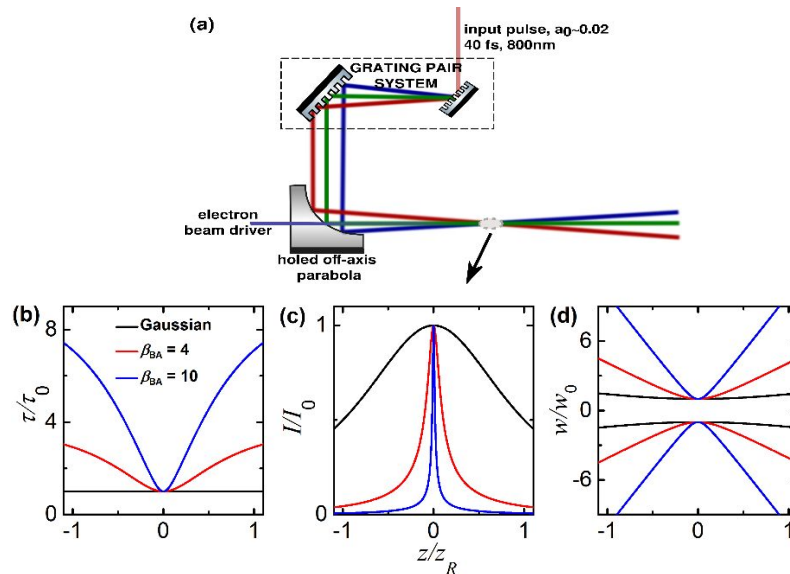 (a)
input pulse, a0~0.02
40 fs, 800nm
GRATING PAIR
SYSTEM
electron
beam driver
holed off-axis
parabola
(b)
Gaussian
βBA = 4
βBA = 10
τ/τ0
8
4
0
-1
0
1
(c)
I/I0
1
0
-1
0
1
z/zR
(d)
w/w0
6
0
-6
-1
0
1